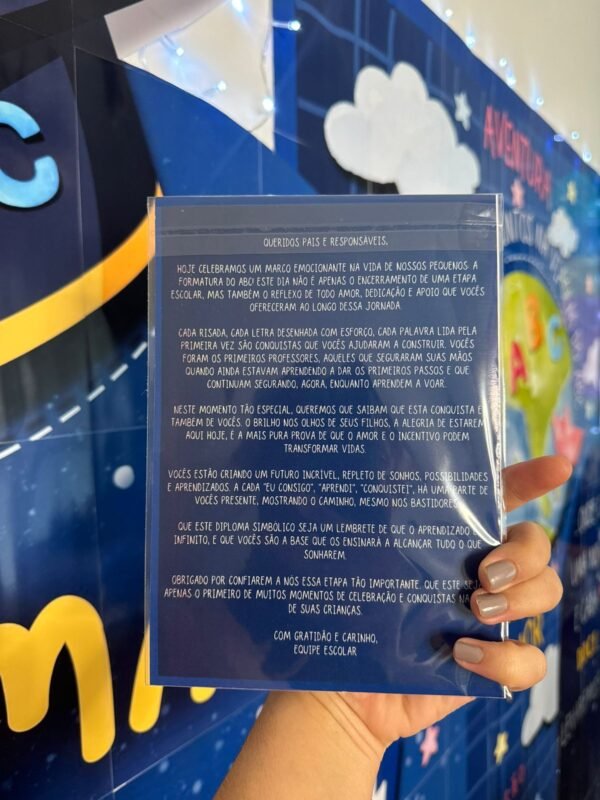 C
AVENTURA
ABC
QUERIDOS PAIS E RESPONSÁVEIS,
HOJE CELEBRAMOS UM MARCO EMOCIONANTE NA VIDA DE NOSSOS PEQUENOS: A
FORMATURA DO ABC! ESTE DIA NÃO É APENAS O ENCERRAMENTO DE UMA ETAPA
ESCOLAR, MAS TAMBÉM O REFLEXO DE TODO AMOR, DEDICAÇÃO E APOIO QUE VOCÊS
OFERECERAM AO LONGO DESSA JORNADA.
CADA RISADA, CADA LETRA DESENHADA COM ESFORÇO, CADA PALAVRA LIDA PELA
PRIMEIRA VEZ SÃO CONQUISTAS QUE VOCÊS AJUDARAM A CONSTRUIR. VOCÊS
FORAM OS PRIMEIROS PROFESSORES, AQUELES QUE SEGURARAM SUAS MÃOS
QUANDO AINDA ESTAVAM APRENDENDO A DAR OS PRIMEIROS PASSOS E QUE
CONTINUAM SEGURANDO, AGORA, ENQUANTO APRENDEM A VOAR.
NESTE MOMENTO TÃO ESPECIAL, QUEREMOS QUE SAIBAM QUE ESTA CONQUISTA É
TAMBÉM DE VOCÊS. O BRILHO NOS OLHOS DE SEUS FILHOS, A ALEGRIA DE ESTAREM
AQUI HOJE, É A MAIS PURA PROVA DE QUE O AMOR E O INCENTIVO PODEM
TRANSFORMAR VIDAS.
VOCÊS ESTÃO CRIANDO UM FUTURO INCRÍVEL, REPLETO DE SONHOS, POSSIBILIDADES
E APRENDIZADOS. A CADA "EU CONSIGO", "APRENDI", "CONQUISTEI", HÁ UMA PARTE DE
VOCÊS PRESENTE, MOSTRANDO O CAMINHO, MESMO NOS BASTIDORES.
QUE ESTE DIPLOMA SIMBÓLICO SEJA UM LEMBRETE DE QUE O APRENDIZADO É
INFINITO, E QUE VOCÊS SÃO A BASE QUE OS ENSINARÁ A ALCANÇAR TUDO O QUE
SONHAREM.
OBRIGADO POR CONFIAREM A NÓS ESSA ETAPA TÃO IMPORTANTE. QUE ESTE SEJA
APENAS O PRIMEIRO DE MUITOS MOMENTOS DE CELEBRAÇÃO E CONQUISTAS NA
DE SUAS CRIANÇAS.
COM GRATIDÃO E CARINHO,
EQUIPE ESCOLAR